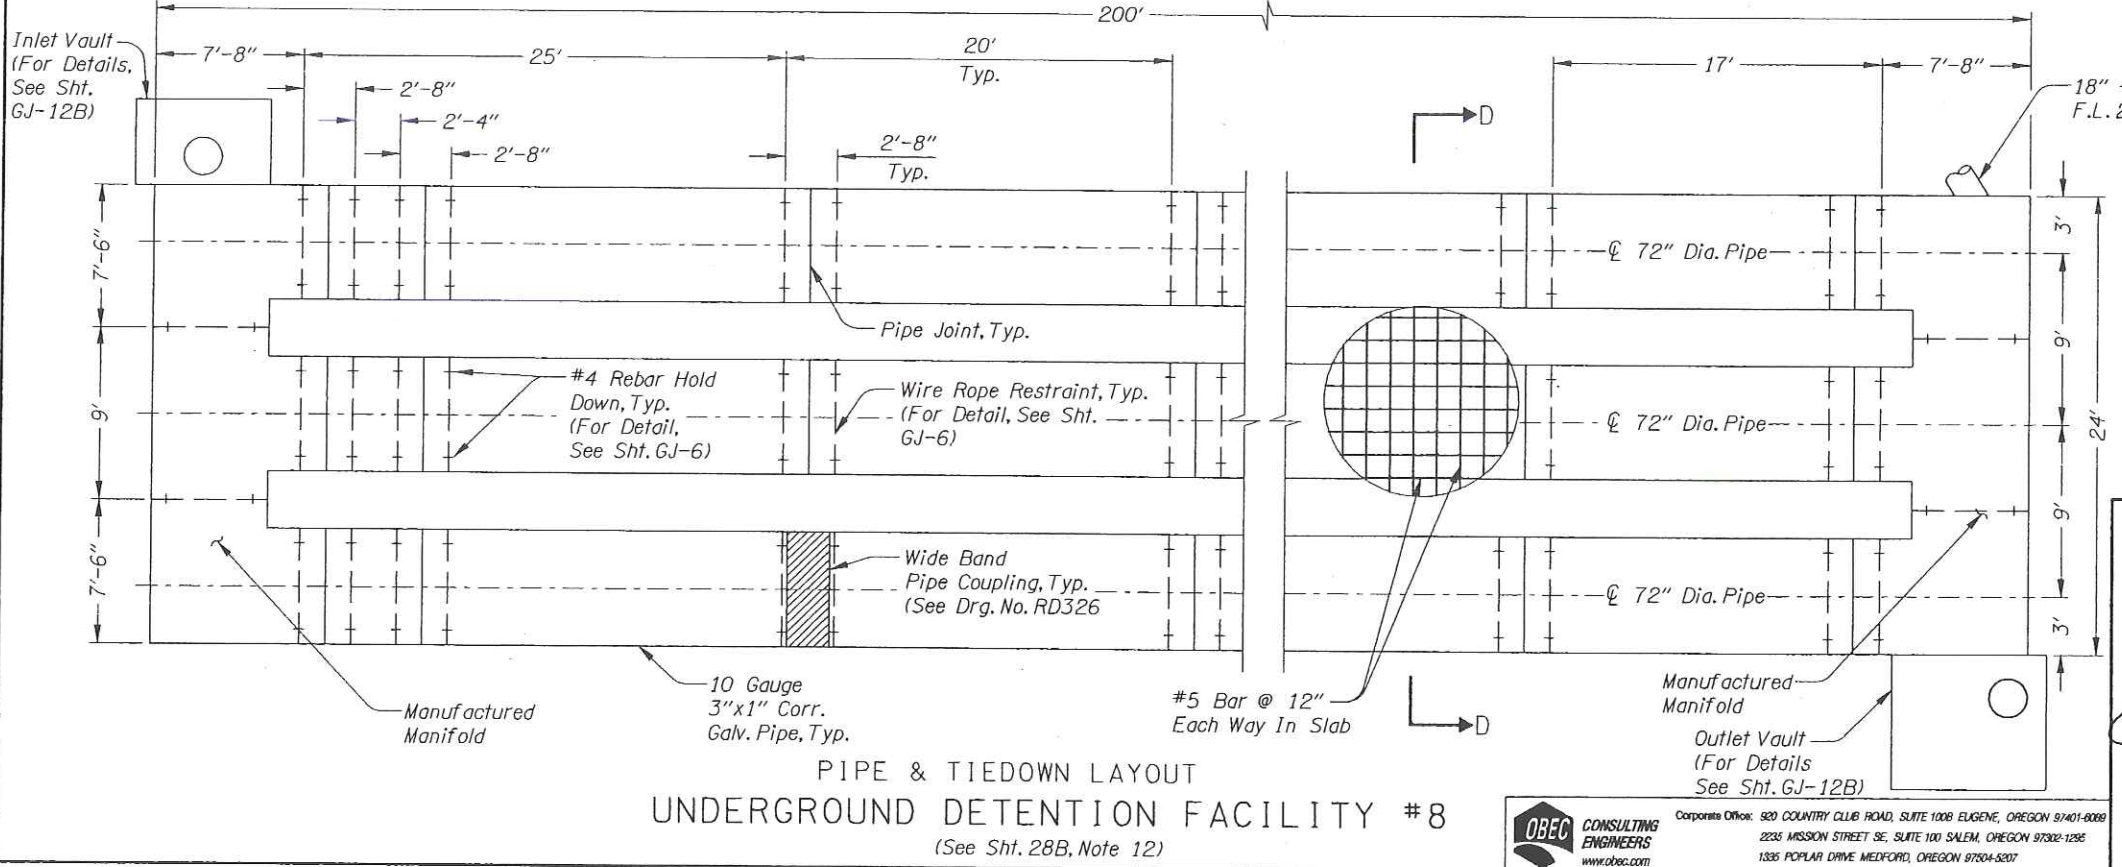 200'
Inlet Vault
(For Details,
See Sht.
GJ-12B)
7'-8"
25'
20'
Typ.
17'
7'-8"
2'-8"
2'-4"
2'-8"
2'-8"
Typ.
D
18"
F.L. 2
7'-6"
9'
7'-6"
3'
9'
9'
3'
24'
℄ 72" Dia. Pipe
℄ 72" Dia. Pipe
℄ 72" Dia. Pipe
Pipe Joint, Typ.
#4 Rebar Hold
Down, Typ.
(For Detail,
See Sht. GJ-6)
Wire Rope Restraint, Typ.
(For Detail, See Sht.
GJ-6)
Wide Band
Pipe Coupling, Typ.
(See Drg. No. RD326
Manufactured
Manifold
10 Gauge
3"x1" Corr.
Galv. Pipe, Typ.
#5 Bar @ 12"
Each Way In Slab
D
Manufactured
Manifold
Outlet Vault
(For Details
See Sht. GJ-12B)
PIPE & TIEDOWN LAYOUT
UNDERGROUND DETENTION FACILITY #8
(See Sht. 28B, Note 12)
OBEC
CONSULTING
ENGINEERS
www.obec.com
Corporate Office: 920 COUNTRY CLUB ROAD, SUITE 100B EUGENE, OREGON 97401-6089
2235 MISSION STREET SE, SUITE 100 SALEM, OREGON 97302-1295
1335 POPLAR DRIVE MEDFORD, OREGON 97504-5207